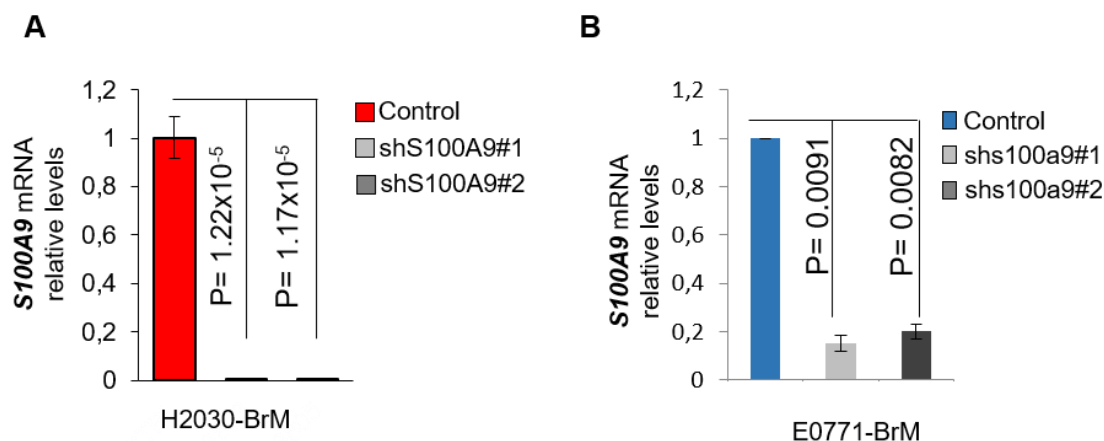 A
S100A9 mRNA
relative levels
1,2
1
0,8
0,6
0,4
0,2
0
P= 1.22x10-5
P= 1.17x10-5
Control
shS100A9#1
shS100A9#2
H2030-BrM
B
S100A9 mRNA
relative levels
1,2
1
0,8
0,6
0,4
0,2
0
P= 0.0091
P= 0.0082
Control
shs100a9#1
shs100a9#2
E0771-BrM